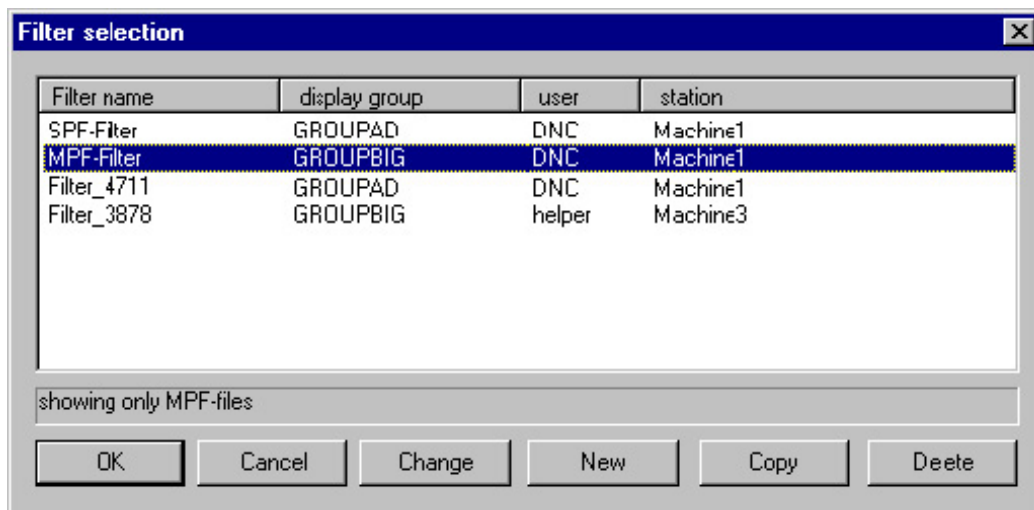 Filter selection
Filter name display group user station
SPF-Filter GROUPAD DNC Machine1
MPF-Filter GROUPBIG DNC Machine1
Filter_4711 GROUPAD DNC Machine1
Filter_3878 GROUPBIG helper Machine3
showing only MPF-files
OK Cancel Change New Copy Deete